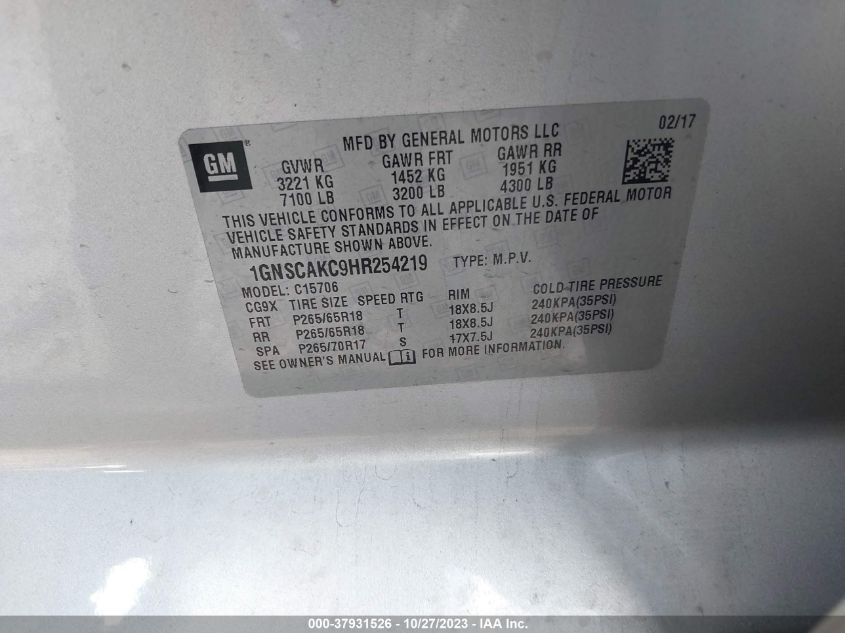 GM
®
MFD BY GENERAL MOTORS LLC
02/17
GVWR GAWR FRT GAWR RR
3221 KG 1452 KG 1951 KG
7100 LB 3200 LB 4300 LB
THIS VEHICLE CONFORMS TO ALL APPLICABLE U.S. FEDERAL MOTOR
VEHICLE SAFETY STANDARDS IN EFFECT ON THE DATE OF
MANUFACTURE SHOWN ABOVE.
1GNSCAKC9HR254219 TYPE: M.P.V.
MODEL: C15706
CG9X TIRE SIZE SPEED RTG RIM COLD TIRE PRESSURE
FRT P265/65R18 T 18X8.5J 240KPA(35PSI)
RR P265/65R18 T 18X8.5J 240KPA(35PSI)
SPA P265/70R17 S 17X7.5J 240KPA(35PSI)
SEE OWNER'S MANUAL i FOR MORE INFORMATION.
000-37931526 - 10/27/2023 - IAA Inc.